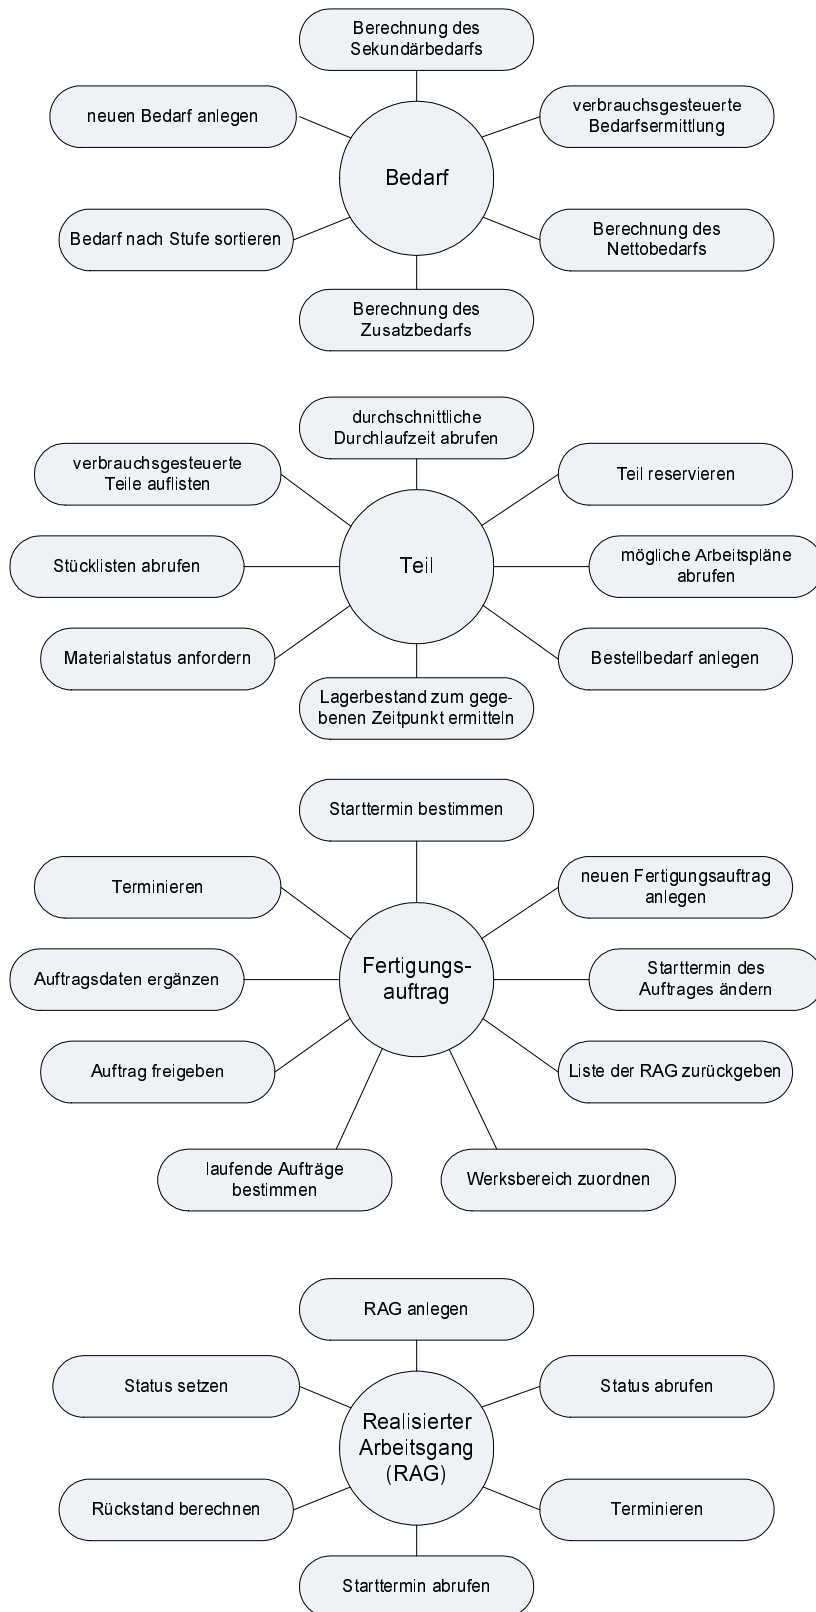 Berechnung des
Sekundärbedarfs
neuen Bedarf anlegen
verbrauchsgesteuerte
Bedarfsermittlung
Bedarf
Bedarf nach Stufe sortieren
Berechnung des
Nettobedarfs
Berechnung des
Zusatzbedarfs
durchschnittliche
Durchlaufzeit abrufen
verbrauchsgesteuerte
Teile auflisten
Teil reservieren
Stücklisten abrufen
Teil
mögliche Arbeitspläne
abrufen
Materialstatus anfordern
Bestellbedarf anlegen
Lagerbestand zum gege-
benen Zeitpunkt ermitteln
Starttermin bestimmen
Terminieren
neuen Fertigungsauftrag
anlegen
Auftragsdaten ergänzen
Fertigungs-
auftrag
Starttermin des
Auftrages ändern
Auftrag freigeben
Liste der RAG zurückgeben
laufende Aufträge
bestimmen
Werksbereich zuordnen
RAG anlegen
Status setzen
Status abrufen
Realisierter
Arbeitsgang
(RAG)
Rückstand berechnen
Terminieren
Starttermin abrufen